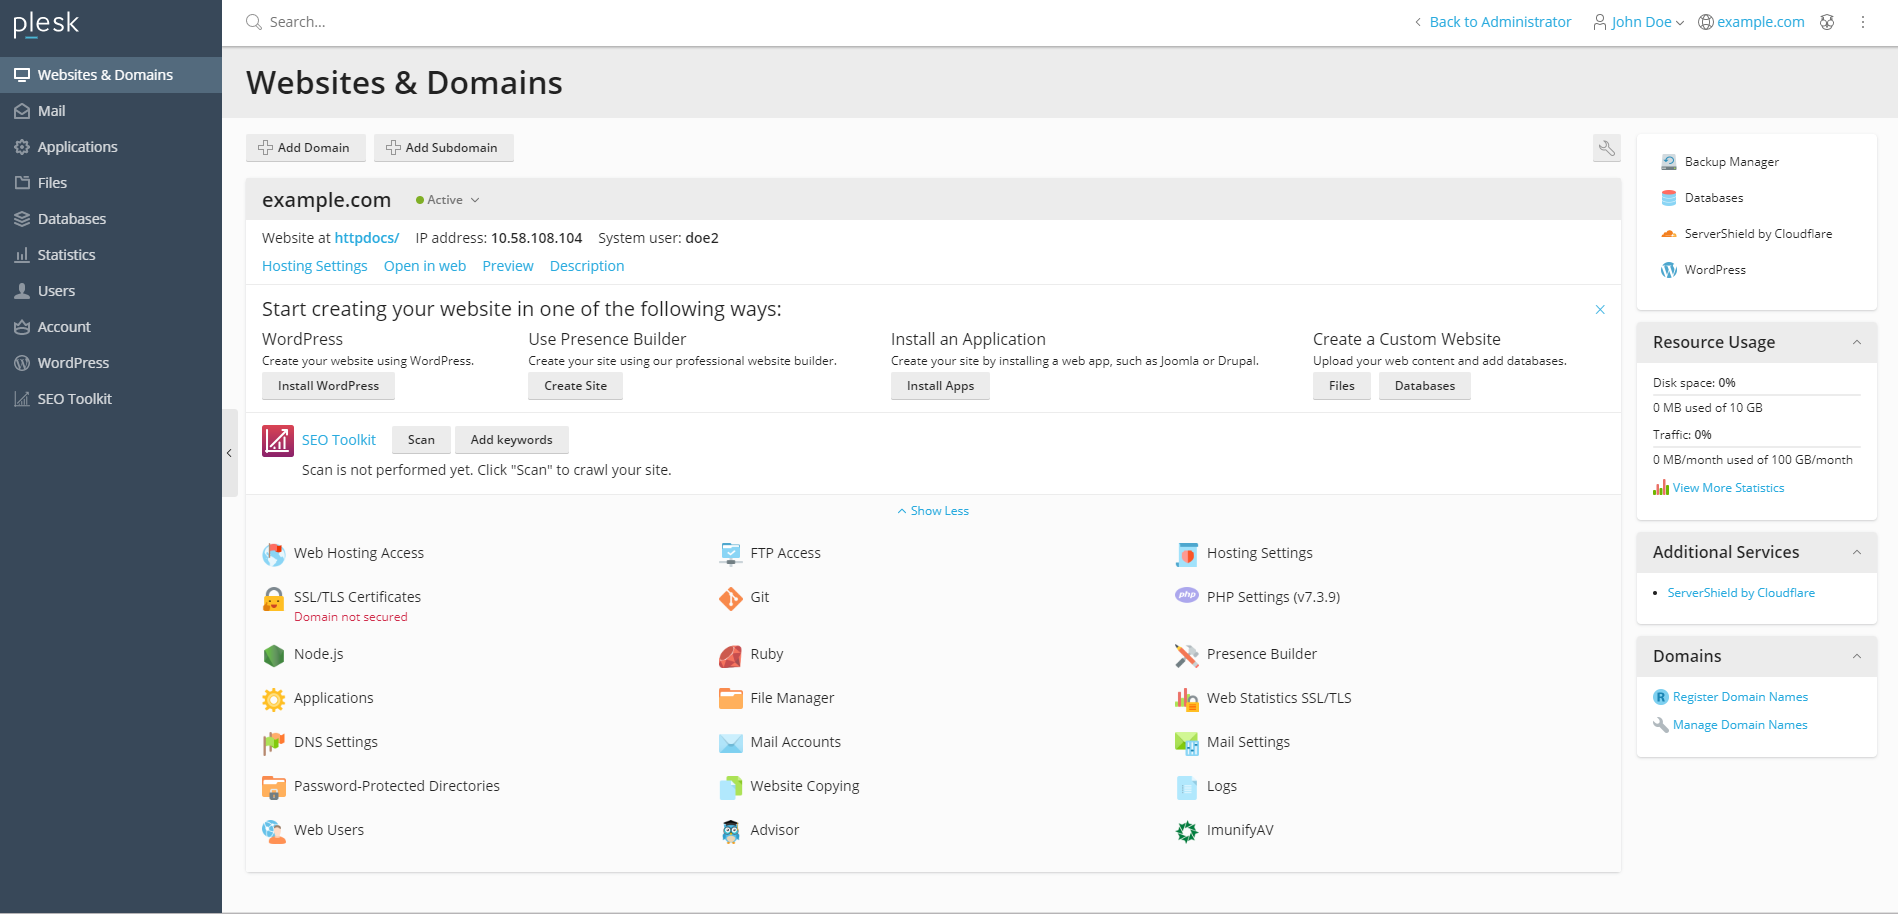 plesk
Search...
Back to Administrator
John Doe
example.com
Websites & Domains
Mail
Applications
Files
Databases
Statistics
Users
Account
WordPress
SEO Toolkit
Websites & Domains
Add Domain
Add Subdomain
example.com
Active
Website at httpdocs/ IP address: 10.58.108.104 System user: doe2
Hosting Settings Open in web Preview Description
Start creating your website in one of the following ways:
WordPress
Create your website using WordPress.
Install WordPress
Use Presence Builder
Create your site using our professional website builder.
Create Site
Install an Application
Create your site by installing a web app, such as Joomla or Drupal.
Install Apps
Create a Custom Website
Upload your web content and add databases.
Files
Databases
SEO Toolkit
Scan
Add keywords
Scan is not performed yet. Click "Scan" to crawl your site.
Show Less
Web Hosting Access
FTP Access
Hosting Settings
SSL/TLS Certificates
Domain not secured
Git
php
PHP Settings (v7.3.9)
Node.js
Ruby
Presence Builder
Applications
File Manager
Web Statistics SSL/TLS
DNS Settings
Mail Accounts
Mail Settings
Password-Protected Directories
Website Copying
Logs
Web Users
Advisor
ImunifyAV
Backup Manager
Databases
ServerShield by Cloudflare
WordPress
Resource Usage
Disk space: 0%
0 MB used of 10 GB
Traffic: 0%
0 MB/month used of 100 GB/month
View More Statistics
Additional Services
ServerShield by Cloudflare
Domains
R
Register Domain Names
Manage Domain Names